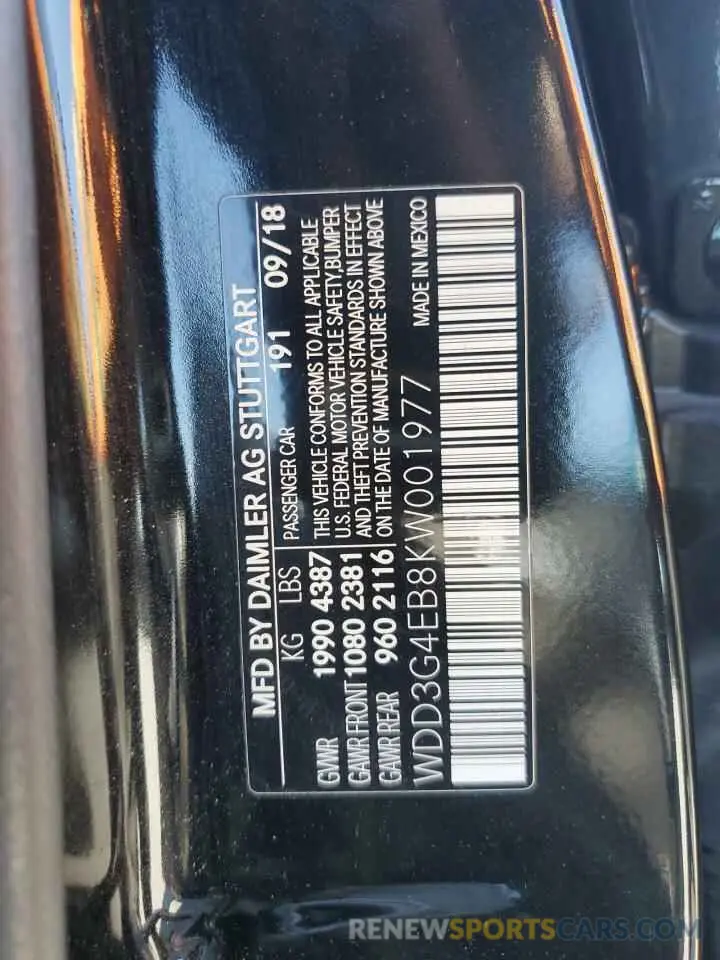 MFD BY DAIMLER AG STUTTGART
KG LBS PASSENGER CAR 191 09/18
GVWR 1990 4387 THIS VEHICLE CONFORMS TO ALL APPLICABLE
GAWR FRONT 1080 2381 U.S. FEDERAL MOTOR VEHICLE SAFETY,BUMPER
GAWR REAR 960 2116 AND THEFT PREVENTION STANDARDS IN EFFECT
ON THE DATE OF MANUFACTURE SHOWN ABOVE
WDD3G4EB8KW001977 MADE IN MEXICO
RENEWSPORTSCARS.COM